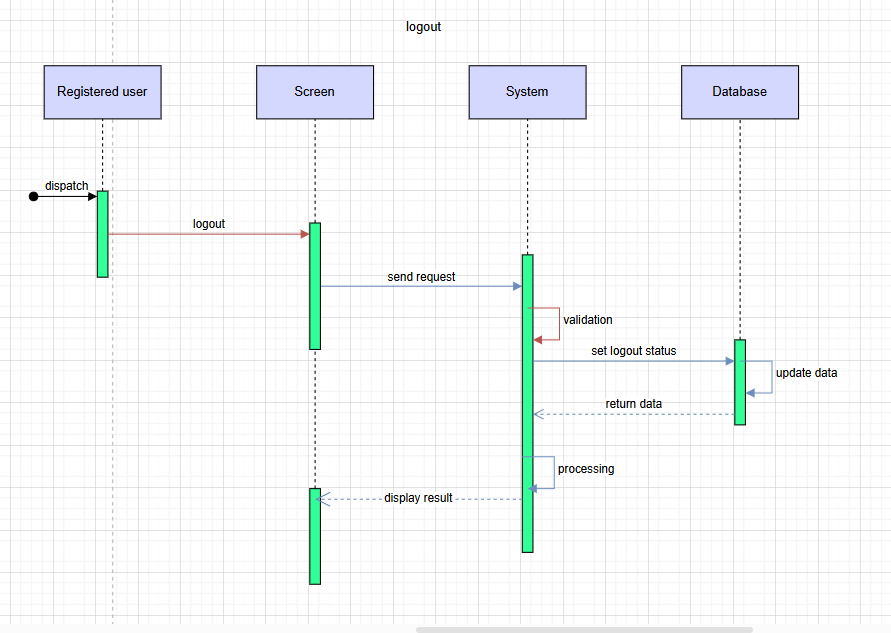 logout
Registered user
Screen
System
Database
dispatch
logout
send request
validation
set logout status
update data
return data
processing
display result